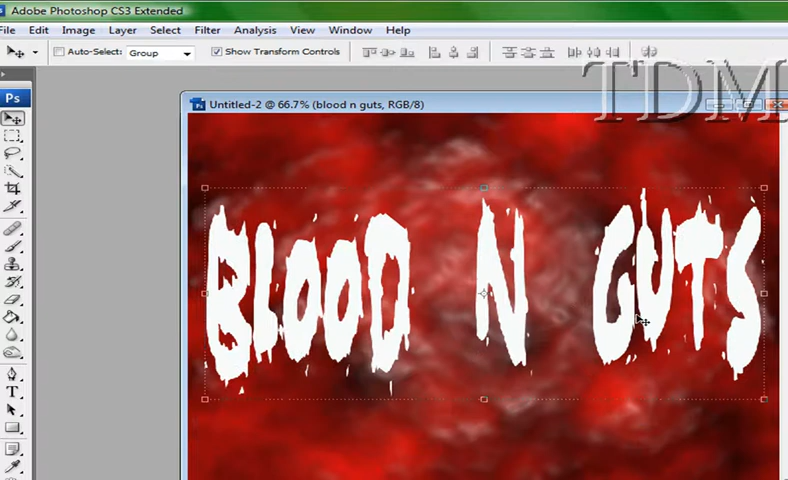 Adobe Photoshop CS3 Extended
File Edit Image Layer Select Filter Analysis View Window Help
Auto-Select: Group Show Transform Controls
TDM
Ps
Untitled-2 @ 66.7% (blood n guts, RGB/8)
BLOOD N GUTS
T